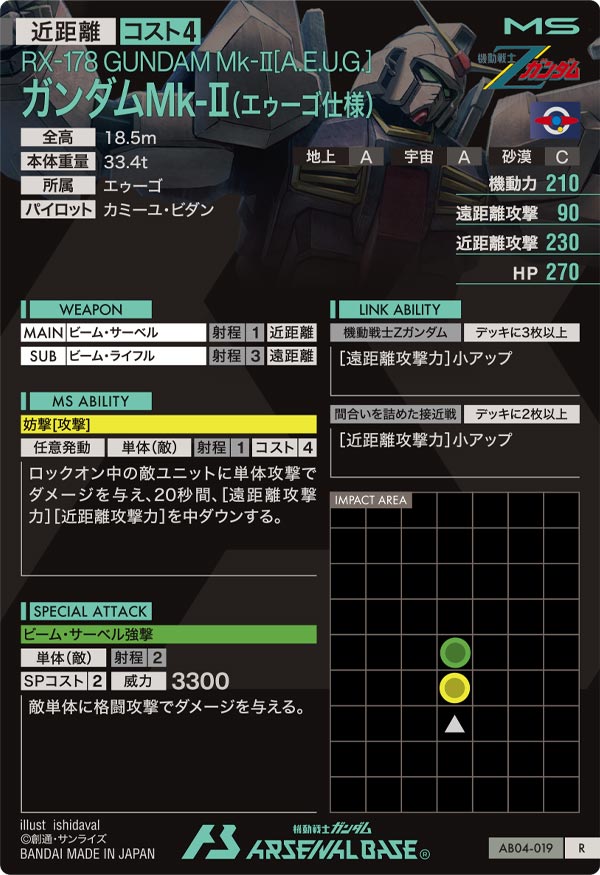 近距離 コスト4
MS
RX-178 GUNDAM Mk-Ⅱ[A.E.U.G.]
機動戦士Ζガンダム
ガンダムMk-Ⅱ(エゥーゴ仕様)
全高 18.5m
本体重量 33.4t
所属 エゥーゴ
パイロット カミーユ・ビダン
地上 A 宇宙 A 砂漠 C
機動力 210
遠距離攻撃 90
近距離攻撃 230
HP 270
WEAPON
MAIN ビーム・サーベル 射程 1 近距離
SUB ビーム・ライフル 射程 3 遠距離
MS ABILITY
妨撃[攻撃]
任意発動 単体(敵) 射程 1 コスト 4
ロックオン中の敵ユニットに単体攻撃で
ダメージを与え、20秒間、[遠距離攻撃
力][近距離攻撃力]を中ダウンする。
SPECIAL ATTACK
ビーム・サーベル強撃
単体(敵) 射程 2
SPコスト 2 威力 3300
敵単体に格闘攻撃でダメージを与える。
LINK ABILITY
機動戦士Zガンダム デッキに3枚以上
[遠距離攻撃力]小アップ
間合いを詰めた接近戦 デッキに2枚以上
[近距離攻撃力]小アップ
IMPACT AREA
illust ishidaval
©創通・サンライズ
BANDAI MADE IN JAPAN
機動戦士ガンダム
ARSENAL BASE®
AB04-019 R